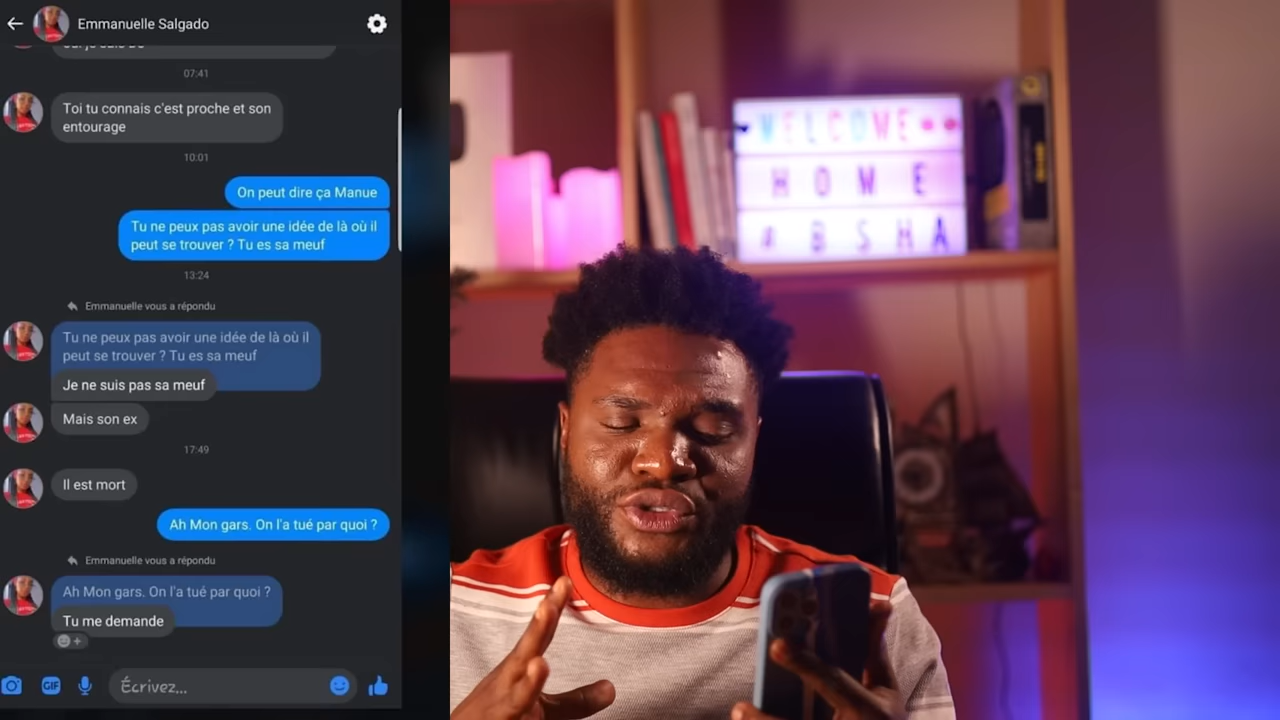 Emmanuelle Salgado
07:41
Toi tu connais c'est proche et son
entourage
10:01
On peut dire ça Manue
Tu ne peux pas avoir une idée de là où il
peut se trouver ? Tu es sa meuf
13:24
Emmanuelle vous a répondu
Tu ne peux pas avoir une idée de là où il
peut se trouver ? Tu es sa meuf
Je ne suis pas sa meuf
Mais son ex
17:49
Il est mort
Ah Mon gars. On l'a tué par quoi ?
Emmanuelle vous a répondu
Ah Mon gars. On l'a tué par quoi ?
Tu me demande
GIF
Écrivez...
WELCOME
HOME
#BSHA